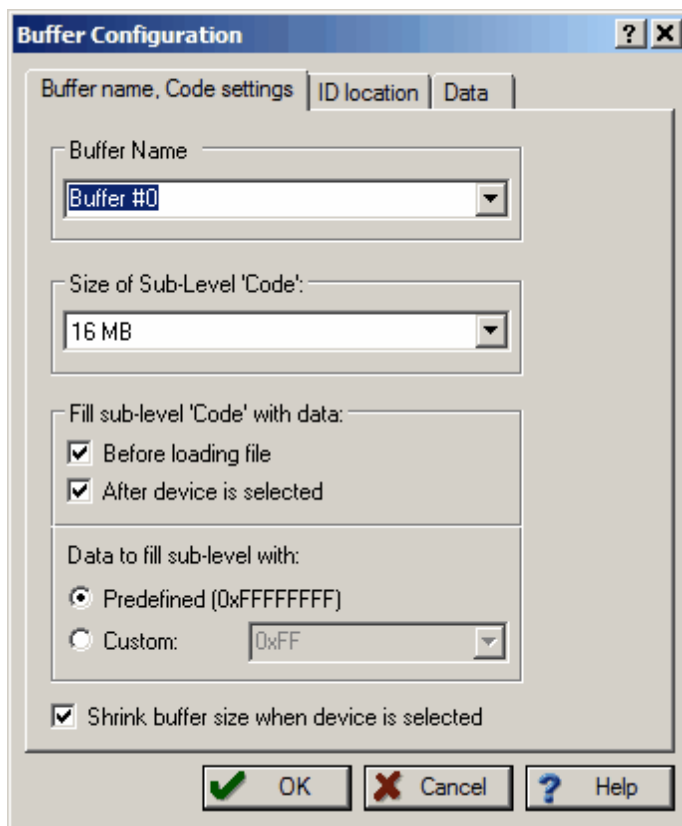 Buffer Configuration
Buffer name, Code settings ID location Data
Buffer Name
Buffer #0
Size of Sub-Level 'Code':
16 MB
Fill sub-level 'Code' with data:
Before loading file
After device is selected
Data to fill sub-level with:
Predefined (0xFFFFFFFF)
Custom: 0xFF
Shrink buffer size when device is selected
OK Cancel ? Help